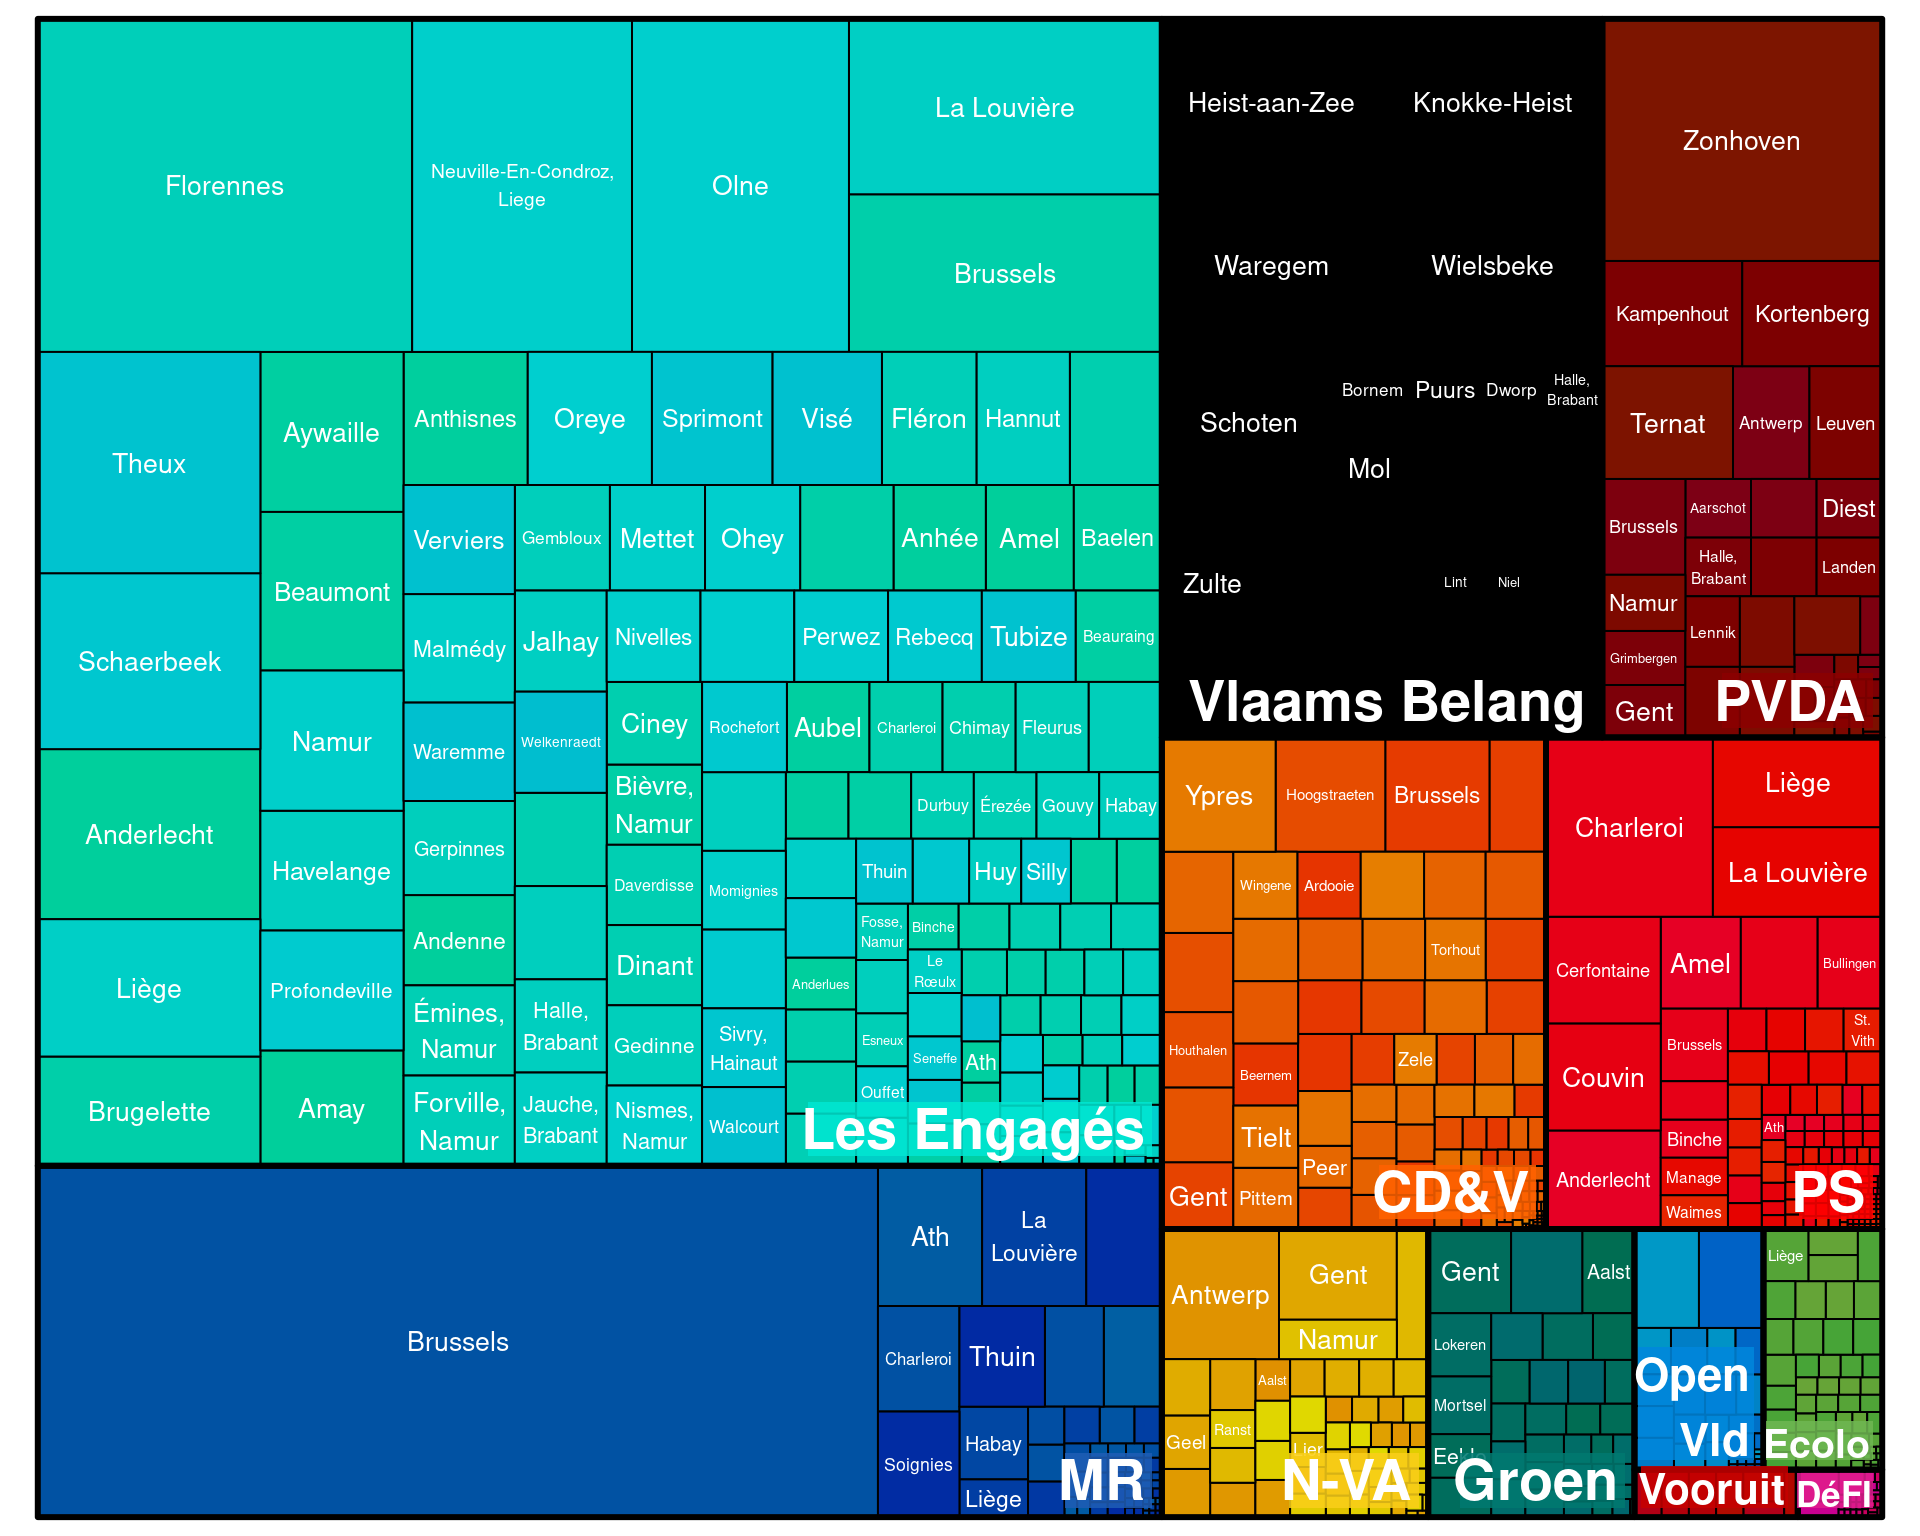 Florennes
Neuville-En-Condroz,
Liege
Olne
La Louvière
Brussels
Theux
Schaerbeek
Anderlecht
Liège
Brugelette
Aywaille
Beaumont
Namur
Havelange
Profondeville
Amay
Anthisnes
Oreye
Sprimont
Visé
Fléron
Hannut
Verviers
Malmédy
Waremme
Gerpinnes
Andenne
Émines,
Namur
Forville,
Namur
Gembloux
Mettet
Ohey
Anhée
Amel
Baelen
Jalhay
Welkenraedt
Halle,
Brabant
Jauche,
Brabant
Nivelles
Perwez
Rebecq
Tubize
Beauraing
Ciney
Bièvre,
Namur
Daverdisse
Dinant
Gedinne
Nismes,
Namur
Rochefort
Momignies
Sivry,
Hainaut
Walcourt
Aubel
Charleroi
Chimay
Fleurus
Durbuy
Érezée
Gouvy
Habay
Anderlues
Thuin
Huy
Silly
Fosse,
Namur
Esneux
Ouffet
Binche
Le
Rœulx
Seneffe
Ath
Les Engagés
Heist-aan-Zee
Knokke-Heist
Waregem
Wielsbeke
Schoten
Bornem
Puurs
Dworp
Halle,
Brabant
Mol
Zulte
Lint
Niel
Vlaams Belang
Zonhoven
Kampenhout
Kortenberg
Ternat
Antwerp
Leuven
Brussels
Aarschot
Diest
Halle,
Brabant
Landen
Namur
Lennik
Grimbergen
Gent
PVDA
Ypres
Hoogstraeten
Brussels
Wingene
Ardooie
Torhout
Houthalen
Beernem
Zele
Tielt
Peer
Gent
Pittem
CD&V
Charleroi
Liège
La Louvière
Cerfontaine
Amel
Bullingen
Couvin
Brussels
St.
Vith
Ath
Binche
Anderlecht
Manage
Waimes
PS
Brussels
Ath
La
Louvière
Charleroi
Thuin
Soignies
Habay
Liège
MR
Antwerp
Gent
Namur
Aalst
Geel
Ranst
Lier
N-VA
Gent
Aalst
Lokeren
Mortsel
Eeklo
Groen
Open
Vld
Liège
Ecolo
Vooruit
DéFI